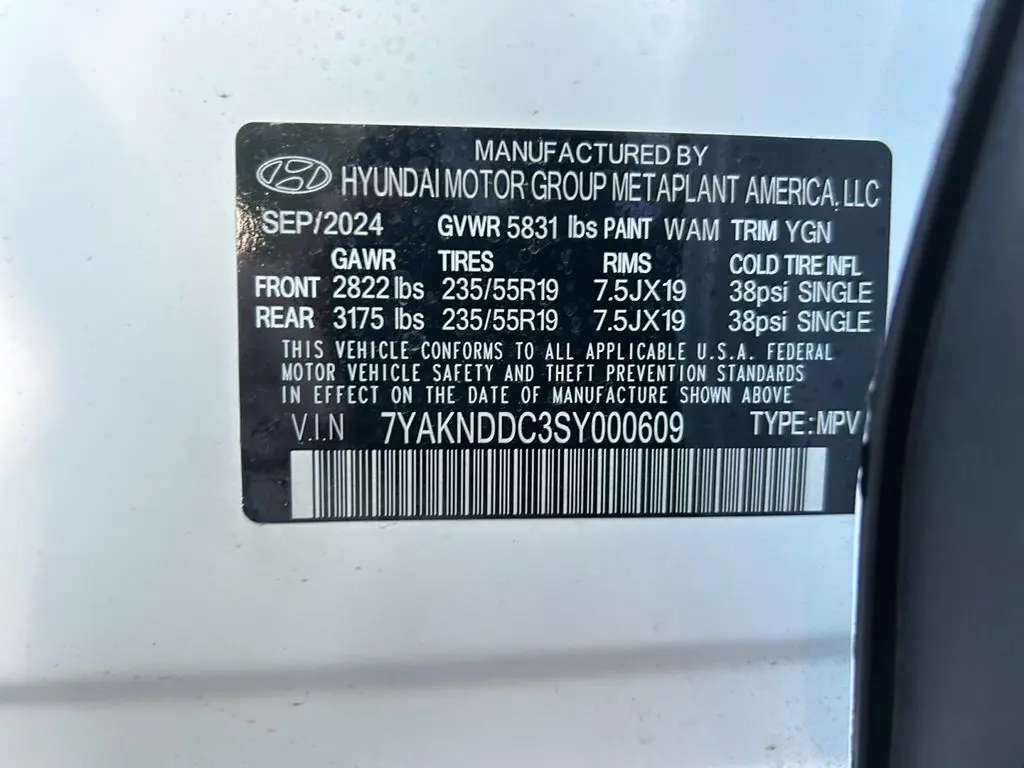 MANUFACTURED BY
HYUNDAI MOTOR GROUP METAPLANT AMERICA, LLC
SEP/2024 GVWR 5831 lbs PAINT WAM TRIM YGN
GAWR TIRES RIMS COLD TIRE INFL
FRONT 2822 lbs 235/55R19 7.5JX19 38psi SINGLE
REAR 3175 lbs 235/55R19 7.5JX19 38psi SINGLE
THIS VEHICLE CONFORMS TO ALL APPLICABLE U.S.A. FEDERAL
MOTOR VEHICLE SAFETY AND THEFT PREVENTION STANDARDS
IN EFFECT ON THE DATE OF MANUFACTURE SHOWN ABOVE
V.I.N 7YAKNDDC3SY000609 TYPE:MPV